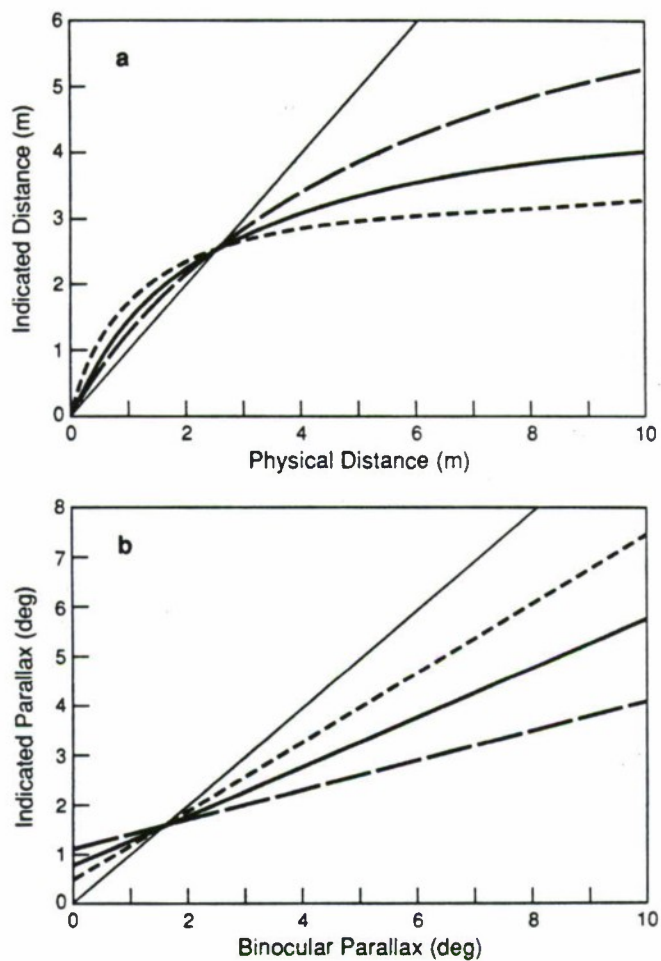 a
6
5
4
3
2
1
0
Indicated Distance (m)
0 2 4 6 8 10
Physical Distance (m)
b
8
7
6
5
4
3
2
1
0
Indicated Parallax (deg)
0 2 4 6 8 10
Binocular Parallax (deg)